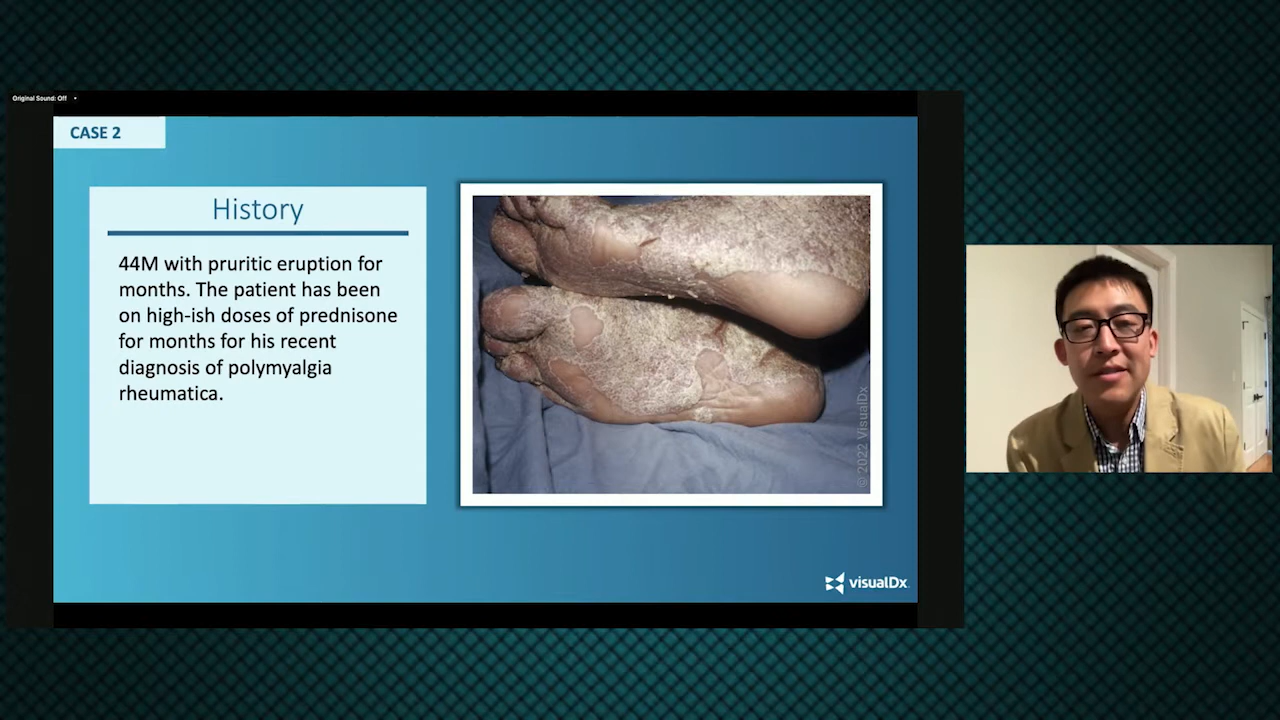 Original Sound: Off
CASE 2
History
44M with pruritic eruption for
months. The patient has been
on high-ish doses of prednisone
for months for his recent
diagnosis of polymyalgia
rheumatica.
© 2022 VisualDx
visualDx